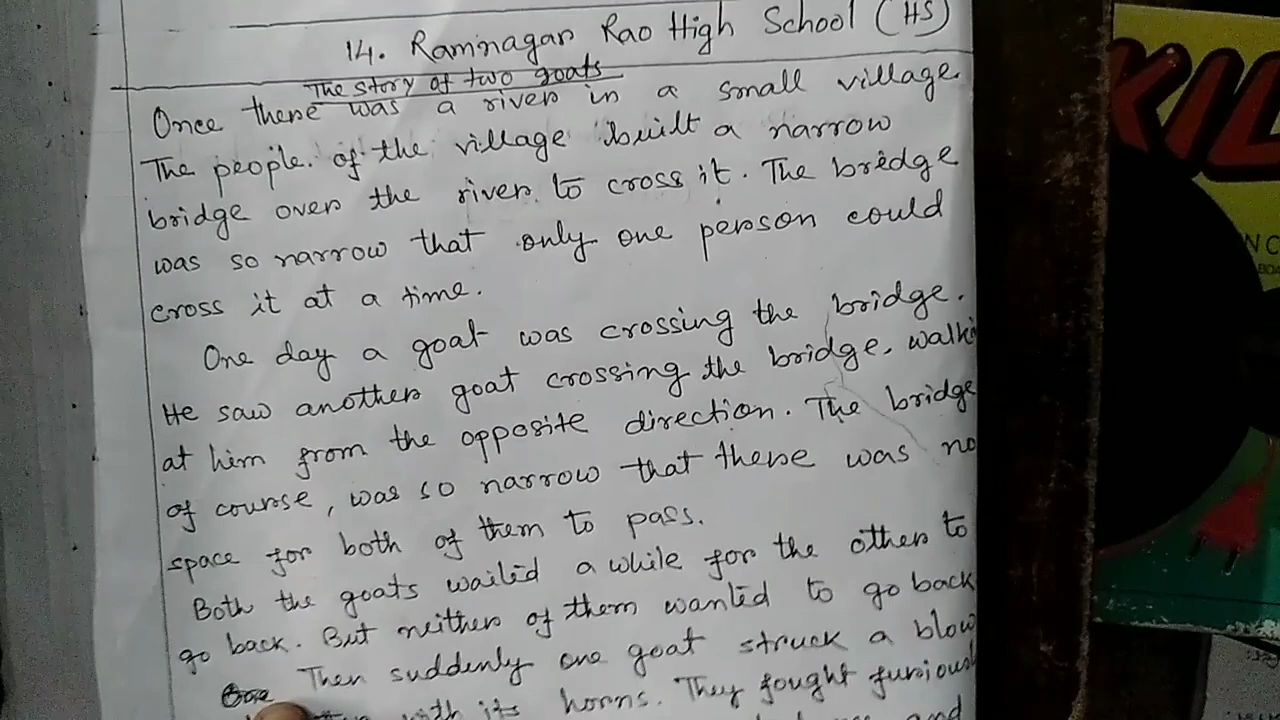 14. Ramnagar Rao High School (HS)
The story of two goats
Once there was a river in a small village.
The people of the village built a narrow
bridge over the river to cross it. The bridge
was so narrow that only one person could
cross it at a time.
One day a goat was crossing the bridge.
He saw another goat crossing the bridge, walki
at him from the opposite direction. The bridge
of course, was so narrow that there was no
space for both of them to pass.
Both the goats waited a while for the other to
go back. But neither of them wanted to go back
Then suddenly one goat struck a blow
with its horns. They fought furiousl
and
KIL